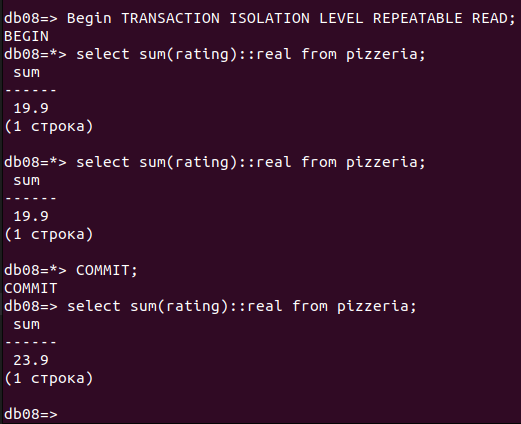 db08=> Begin TRANSACTION ISOLATION LEVEL REPEATABLE READ;
BEGIN
db08=*> select sum(rating)::real from pizzeria;
 sum
------
 19.9
(1 строка)

db08=*> select sum(rating)::real from pizzeria;
 sum
------
 19.9
(1 строка)

db08=*> COMMIT;
COMMIT
db08=> select sum(rating)::real from pizzeria;
 sum
------
 23.9
(1 строка)

db08=>